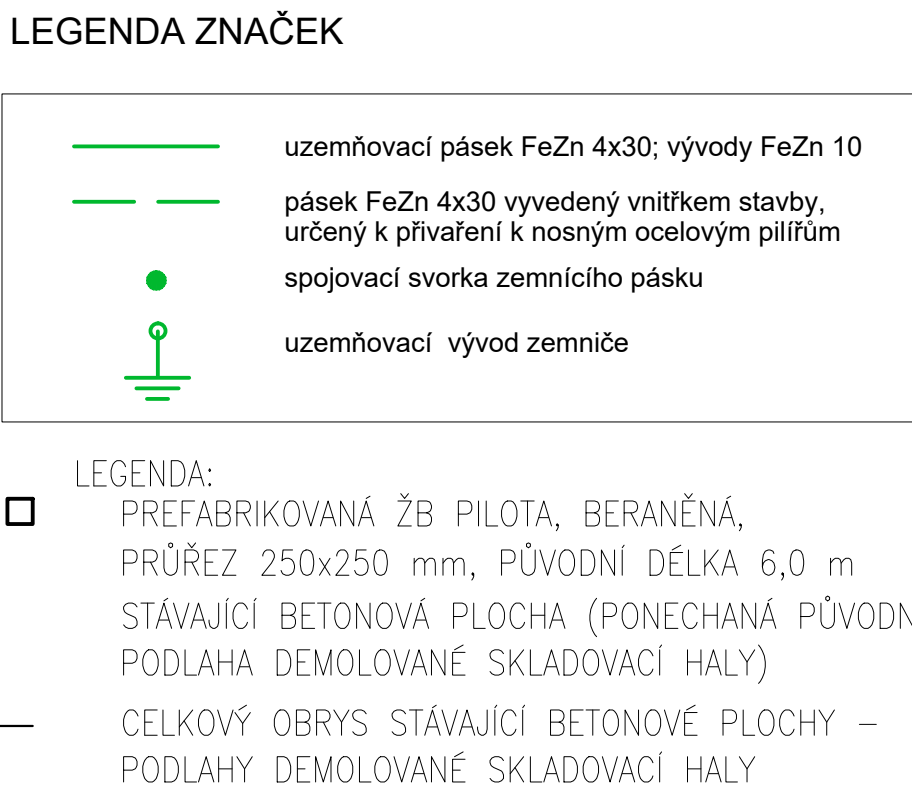 LEGENDA ZNAČEK
uzemňovací pásek FeZn 4x30; vývody FeZn 10
pásek FeZn 4x30 vyvedený vnitřkem stavby,
určený k přivaření k nosným ocelovým pilířům
spojovací svorka zemnícího pásku
uzemňovací vývod zemniče
LEGENDA:
PREFABRIKOVANÁ ŽB PILOTA, BERANĚNÁ,
PRŮŘEZ 250x250 mm, PŮVODNÍ DÉLKA 6,0 m
STÁVAJÍCÍ BETONOVÁ PLOCHA (PONECHANÁ
PODLAHA DEMOLOVANÉ SKLADOVACÍ HALY)
CELKOVÝ OBRYS STÁVAJÍCÍ BETONOVÉ PLOCHY –
PODLAHY DEMOLOVANÉ SKLADOVACÍ HALY